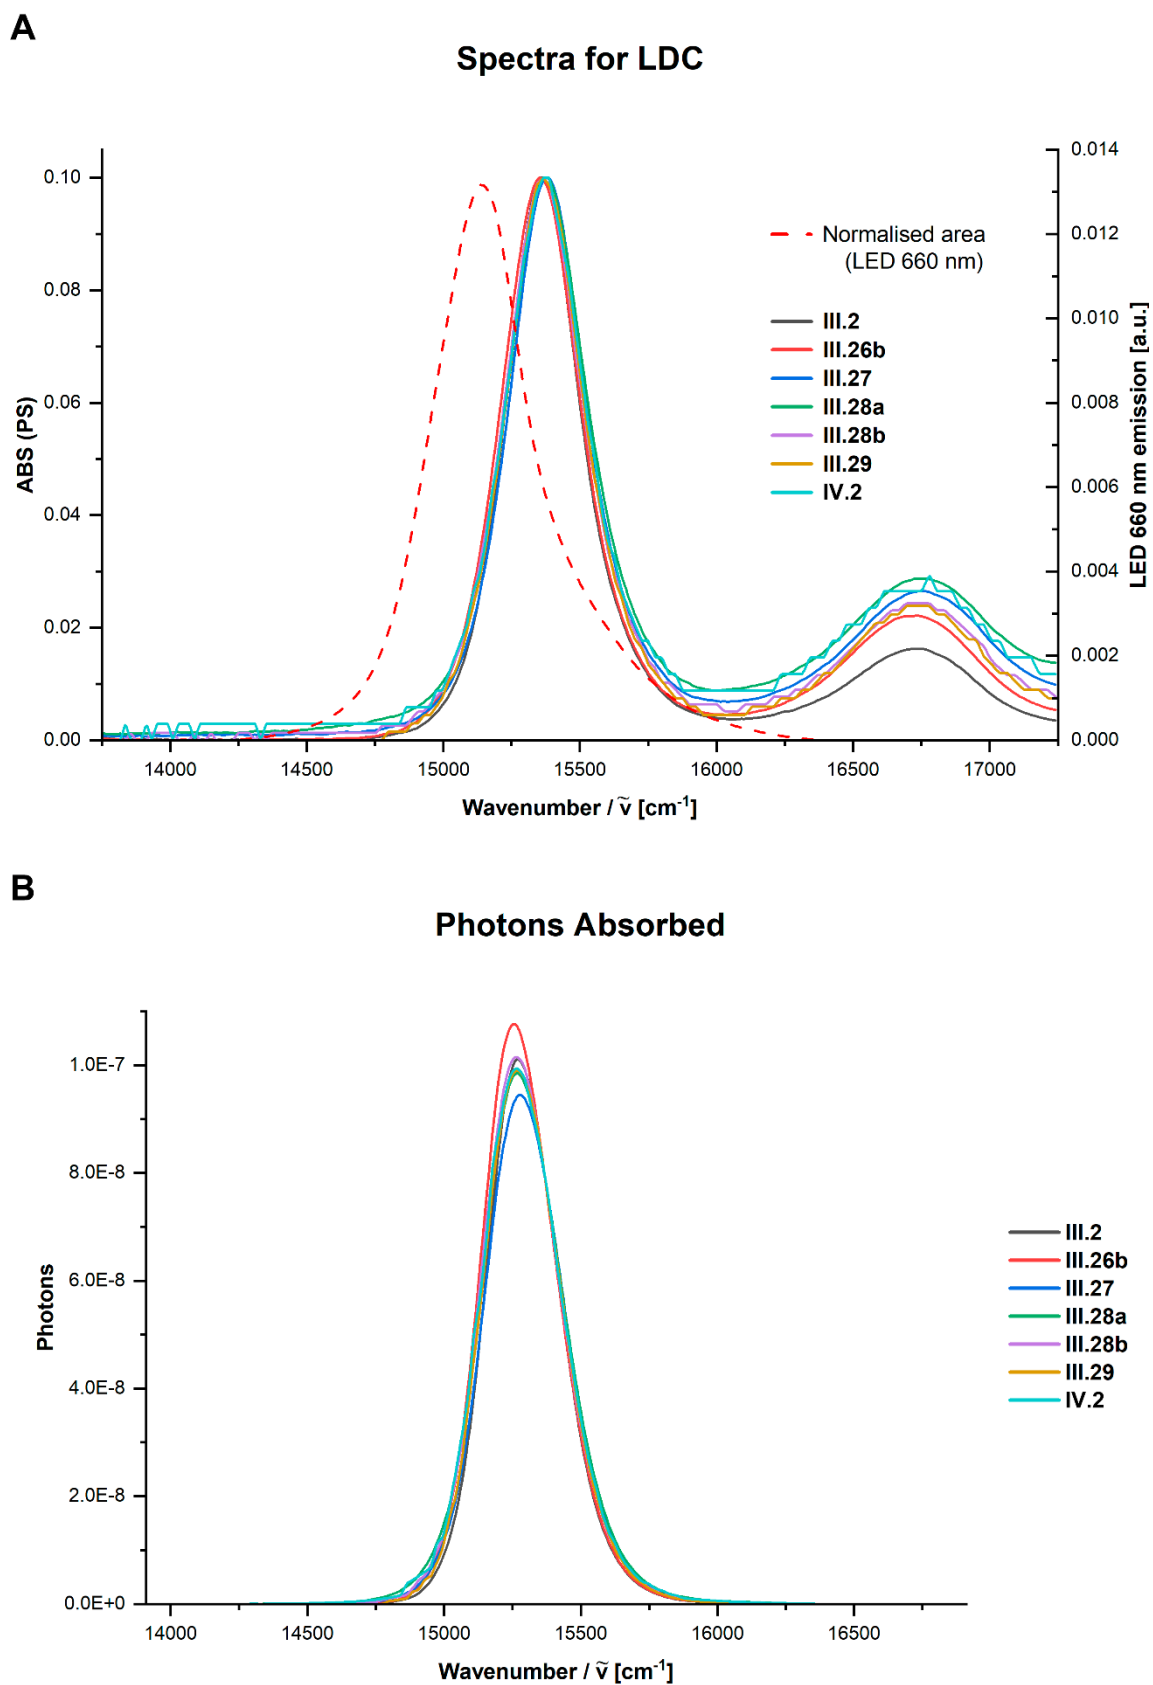 A
Spectra for LDC
0.10
0.08
0.06
0.04
0.02
0.00
ABS (PS)
0.014
0.012
0.010
0.008
0.006
0.004
0.002
0.000
LED 660 nm emission [a.u.]
Normalised area
(LED 660 nm)
III.2
III.26b
III.27
III.28a
III.28b
III.29
IV.2
14000 14500 15000 15500 16000 16500 17000
Wavenumber / ṽ [cm⁻¹]
B
Photons Absorbed
1.0E-7
8.0E-8
6.0E-8
4.0E-8
2.0E-8
0.0E+0
Photons
III.2
III.26b
III.27
III.28a
III.28b
III.29
IV.2
14000 14500 15000 15500 16000 16500
Wavenumber / ṽ [cm⁻¹]